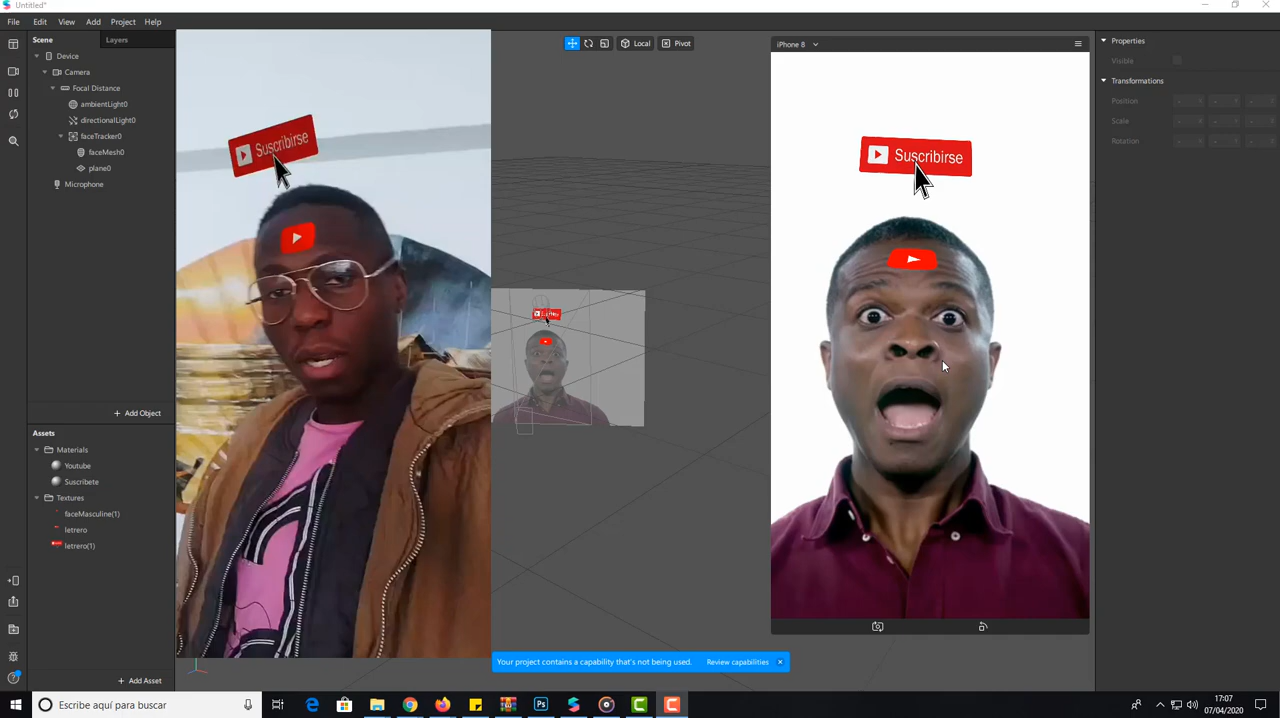 Untitled*
File Edit View Add Project Help
Scene Layers
Local Pivot
iPhone 8
Properties
Visible
Transformations
Position
Scale
Rotation
Device
Camera
Focal Distance
ambientLight0
directionalLight0
faceTracker0
faceMesh0
plane0
Microphone
+ Add Object
Assets
Materials
Youtube
Suscribete
Textures
faceMasculine(1)
letrero
letrero(1)
+ Add Asset
Suscribirse
Suscribirse
Your project contains a capability that's not being used. Review capabilities
Escribe aquí para buscar
Ps
17:07
07/04/2020